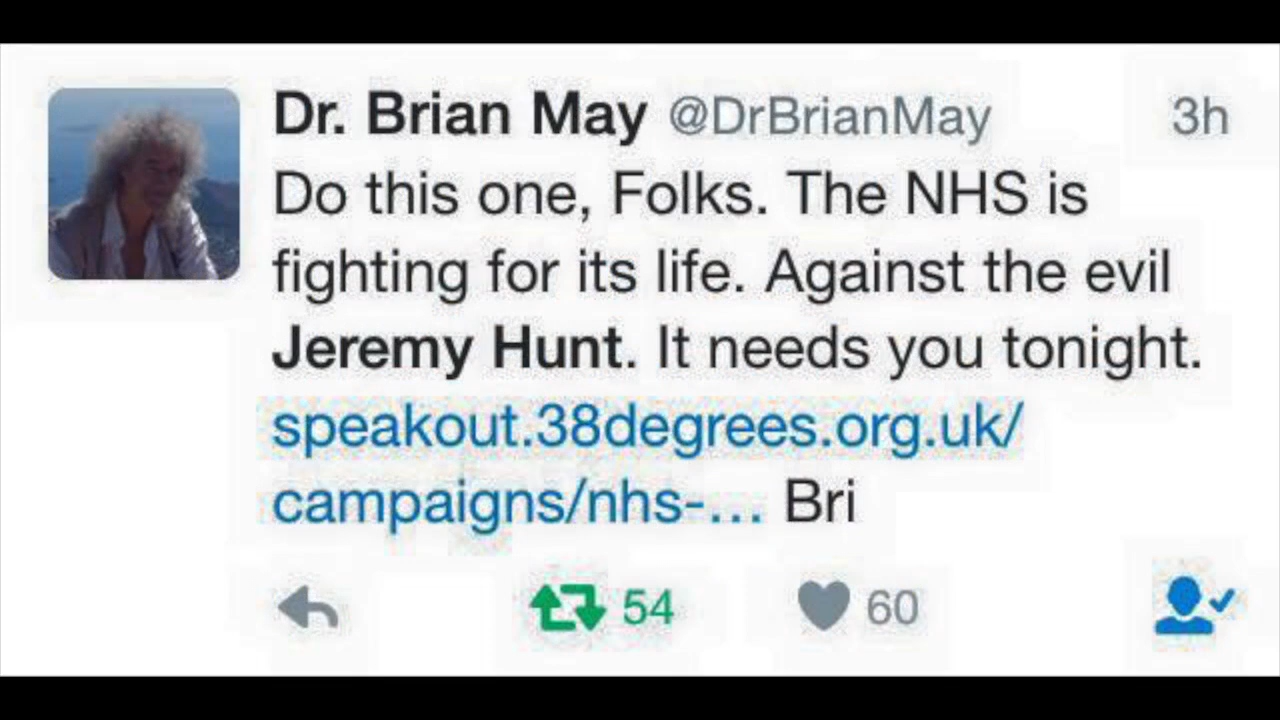 Dr. Brian May @DrBrianMay 3h
Do this one, Folks. The NHS is
fighting for its life. Against the evil
Jeremy Hunt. It needs you tonight.
speakout.38degrees.org.uk/
campaigns/nhs-... Bri
54 60